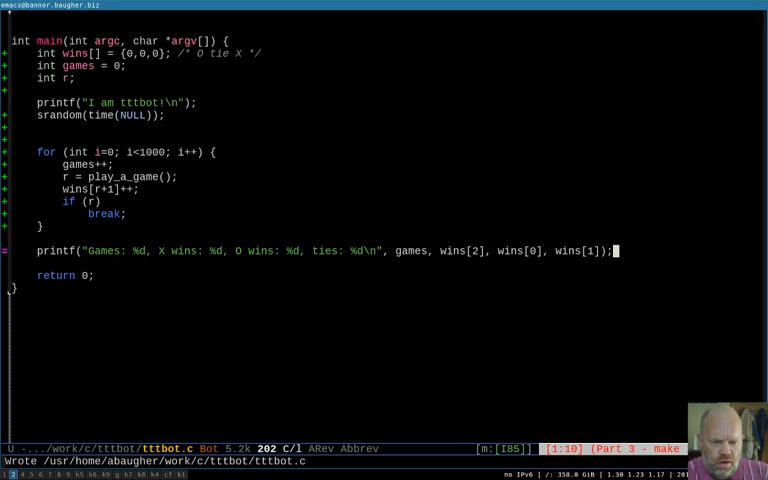 emacs@bannor.baugher.biz
int main(int argc, char *argv[]) {
int wins[] = {0,0,0}; /* O tie X */
int games = 0;
int r;
printf("I am tttbot!\n");
srandom(time(NULL));
for (int i=0; i<1000; i++) {
games++;
r = play_a_game();
wins[r+1]++;
if (r)
break;
}
printf("Games: %d, X wins: %d, O wins: %d, ties: %d\n", games, wins[2], wins[0], wins[1]);
return 0;
}
U -.../work/c/tttbot/tttbot.c Bot 5.2k 202 C/l ARev Abbrev [m:[I85]] [1:10] (Part 3 - make
Wrote /usr/home/abaugher/work/c/tttbot/tttbot.c
1 2 4 5 6 7 8 9 k5 k6 k9 g k7 k8 k4 cf k1 no IPv6 | /: 358.0 GiB | 1.30 1.23 1.17 | 201